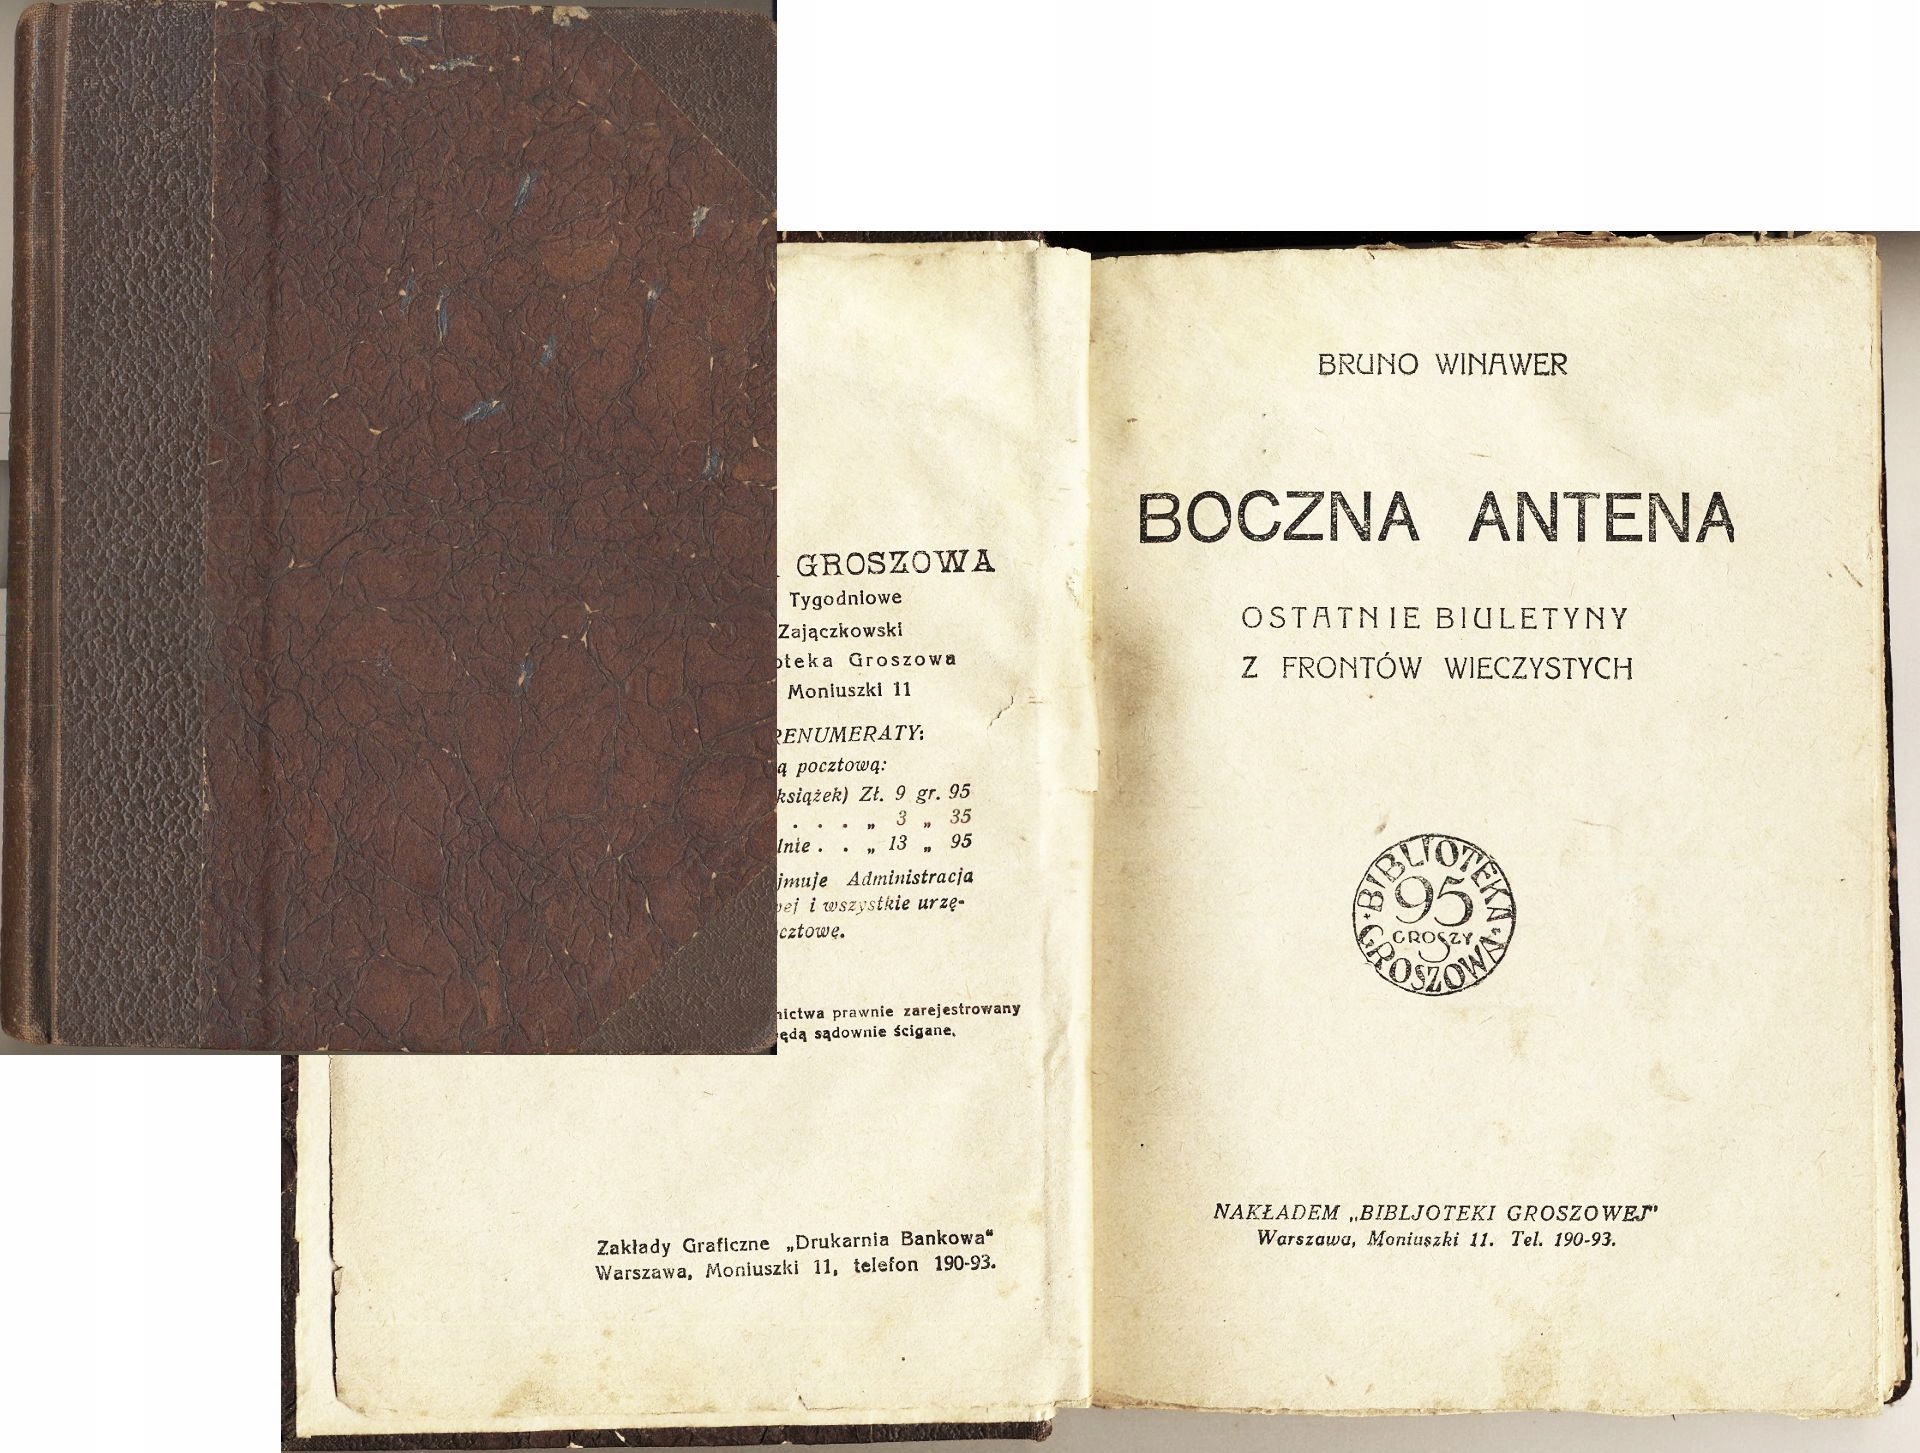 GROSZOWA
Tygodniowe
Zajączkowski
oteka Groszowa
Moniuszki 11
RENUMERATY:
ą pocztową:
książek) Zł. 9 gr. 95
. . . „ 3 „ 35
lnie . . „ 13 „ 95
jmuje Administracja
wej i wszystkie urzę-
cztowe.
nictwa prawnie zarejestrowany
ędą sądownie ścigane.
Zakłady Graficzne „Drukarnia Bankowa“
Warszawa, Moniuszki 11, telefon 190-93.
BRUNO WINAWER
BOCZNA ANTENA
OSTATNIE BIULETYNY
Z FRONTÓW WIECZYSTYCH
BIBLIOTEKA
95
GROSZY
GROSZOWA
NAKŁADEM „BIBLJOTEKI GROSZOWEJ"
Warszawa, Moniuszki 11. Tel. 190-93.